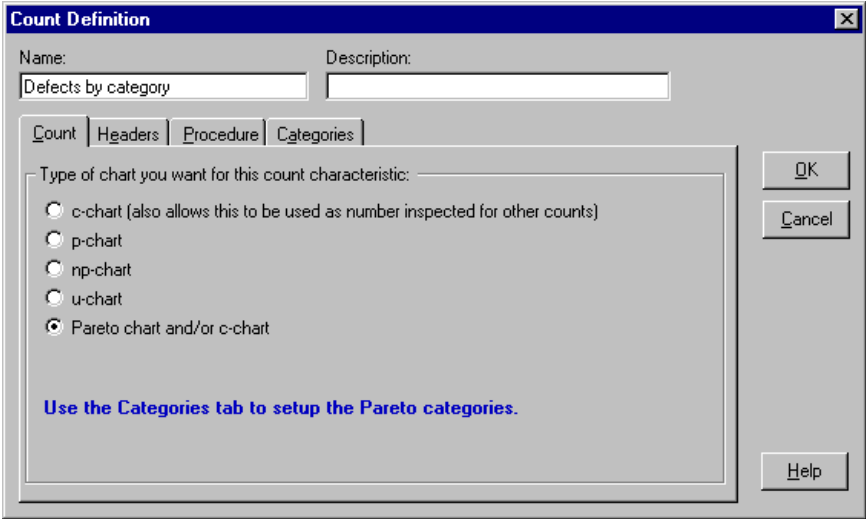 Count Definition
Name:
Description:
Defects by category
Count
Headers
Procedure
Categories
Type of chart you want for this count characteristic:
c-chart (also allows this to be used as number inspected for other counts)
p-chart
np-chart
u-chart
Pareto chart and/or c-chart
Use the Categories tab to setup the Pareto categories.
OK
Cancel
Help